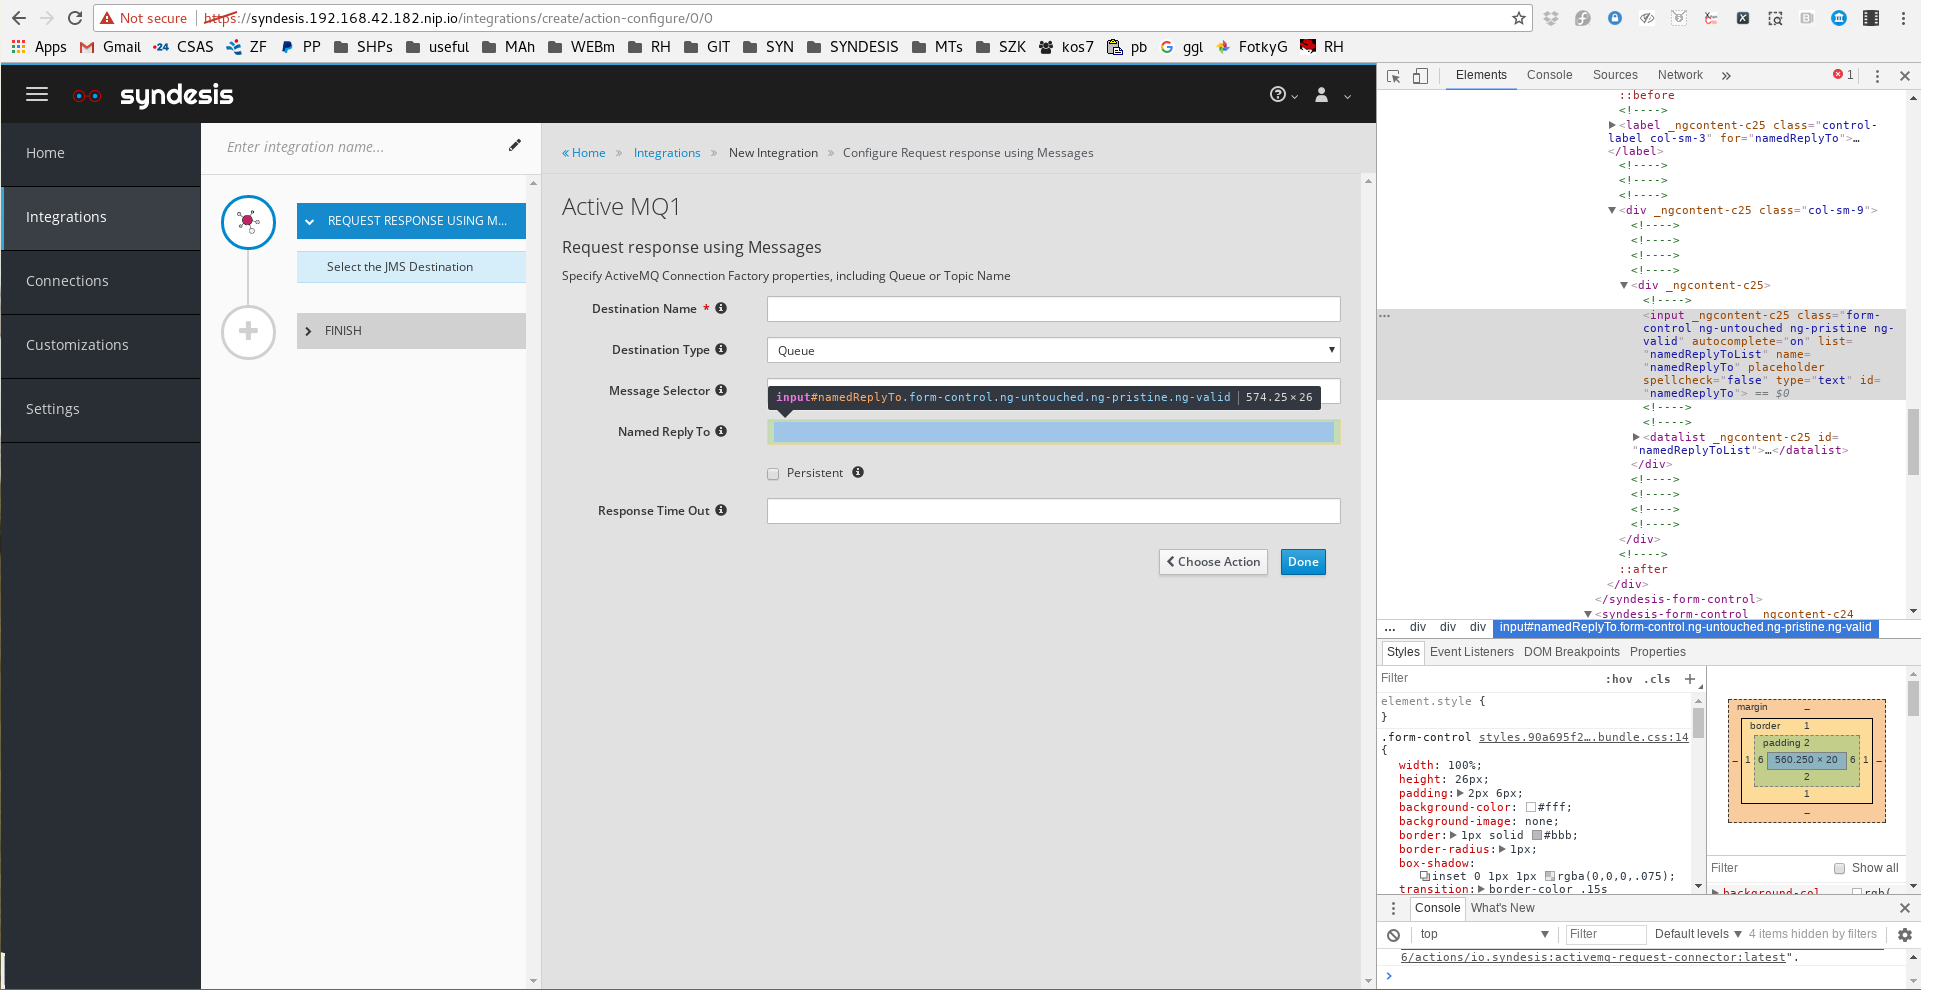 Not secure | https://syndesis.192.168.42.182.nip.io/integrations/create/action-configure/0/0
Apps Gmail CSAS ZF PP SHPs useful MAh WEBm RH GIT SYN SYNDESIS MTs SZK kos7 pb ggl FotkyG RH
syndesis
Home
Integrations
Connections
Customizations
Settings
Enter integration name...
REQUEST RESPONSE USING M...
Select the JMS Destination
FINISH
« Home » Integrations » New Integration » Configure Request response using Messages
Active MQ1
Request response using Messages
Specify ActiveMQ Connection Factory properties, including Queue or Topic Name
Destination Name *
Destination Type
Queue
Message Selector
input#namedReplyTo.form-control.ng-untouched.ng-pristine.ng-valid | 574.25 × 26
Named Reply To
Persistent
Response Time Out
Choose Action
Done
Elements Console Sources Network » 1
::before
<!---->
<label _ngcontent-c25 class="control-
label col-sm-3" for="namedReplyTo">…
</label>
<!---->
<!---->
<!---->
<div _ngcontent-c25 class="col-sm-9">
<!---->
<!---->
<!---->
<!---->
<div _ngcontent-c25>
<!---->
<input _ngcontent-c25 class="form-
control ng-untouched ng-pristine ng-
valid" autocomplete="on" list=
"namedReplyToList" name=
"namedReplyTo" placeholder
spellcheck="false" type="text" id=
"namedReplyTo"> == $0
<!---->
<!---->
<datalist _ngcontent-c25 id=
"namedReplyToList">…</datalist>
</div>
<!---->
<!---->
<!---->
<!---->
</div>
<!---->
::after
</div>
</syndesis-form-control>
<syndesis-form-control _ngcontent-c24
... div div div input#namedReplyTo.form-control.ng-untouched.ng-pristine.ng-valid
Styles Event Listeners DOM Breakpoints Properties
Filter :hov .cls +
element.style {
}
.form-control styles.90a695f2….bundle.css:14
{
width: 100%;
height: 26px;
padding: 2px 6px;
background-color: #fff;
background-image: none;
border: 1px solid #bbb;
border-radius: 1px;
box-shadow:
inset 0 1px 1px rgba(0,0,0,.075);
transition: border-color .15s
margin –
border 1
padding 2
– 1 6 560.250 × 20 6 1 –
2
1
–
Filter Show all
background-col rgb(
Console What's New
top Filter Default levels 4 items hidden by filters
6/actions/io.syndesis:activemq-request-connector:latest".